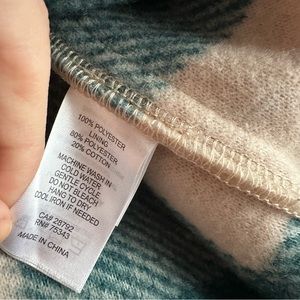 100% POLYESTER
LINING
80% POLYESTER
20% COTTON
MACHINE WASH IN
COLD WATER
GENTLE CYCLE
DO NOT BLEACH
HANG TO DRY
COOL IRON IF NEEDED
CA# 28792
RN# 75343
MADE IN CHINA